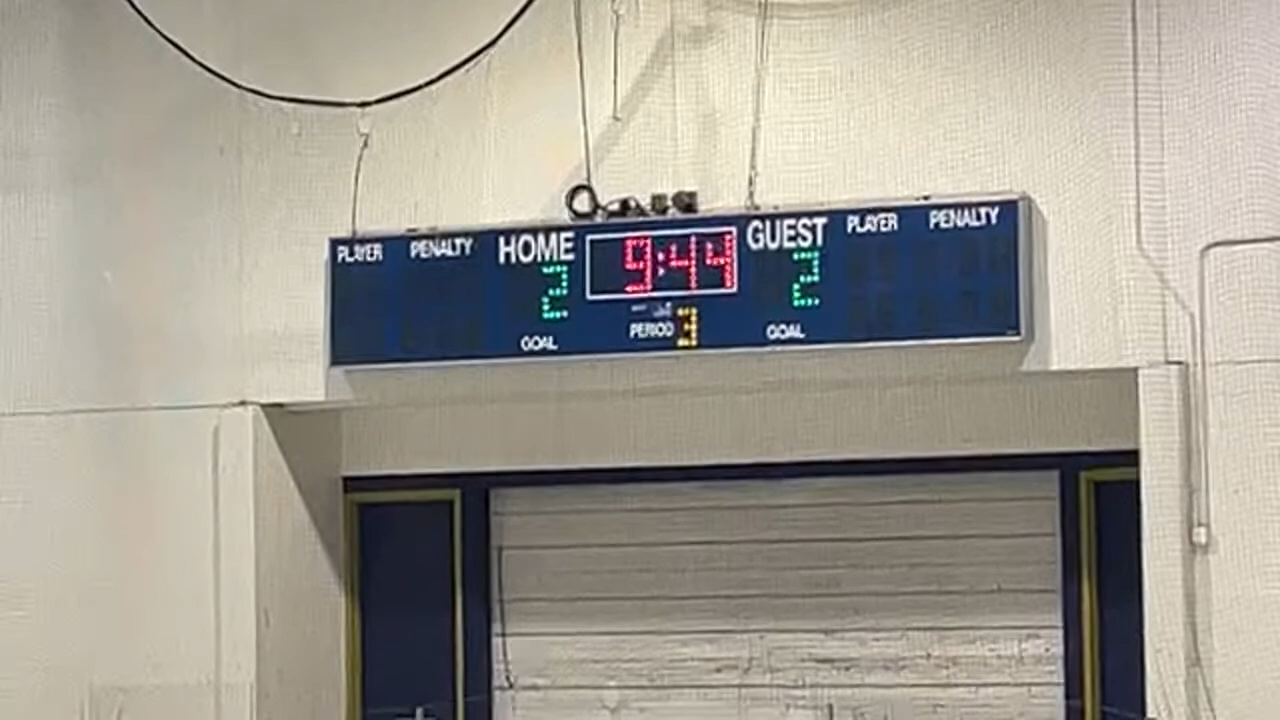 PLAYER PENALTY HOME 9:44 GUEST PLAYER PENALTY
2 2
PERIOD 3
GOAL GOAL